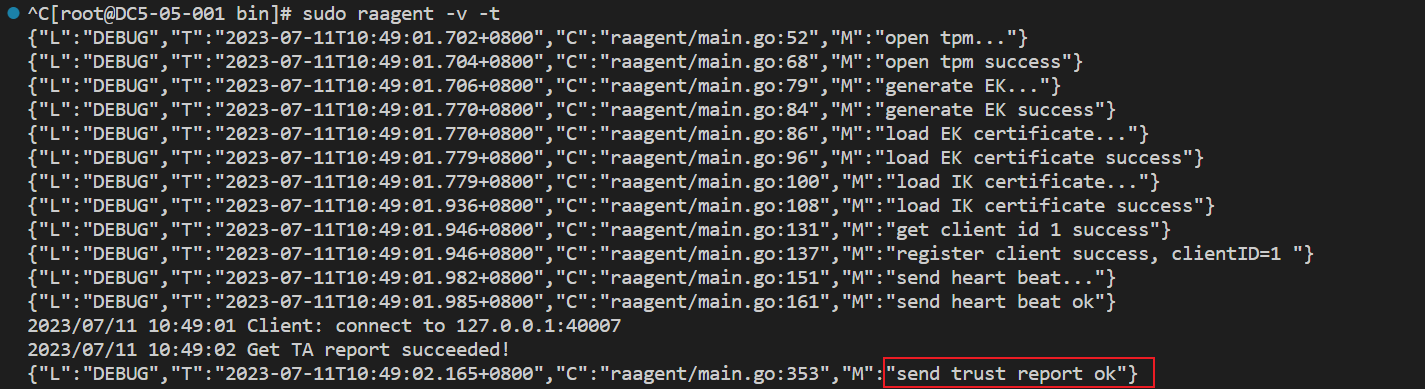 ^C[root@DC5-05-001 bin]# sudo raagent -v -t
{"L":"DEBUG","T":"2023-07-11T10:49:01.702+0800","C":"raagent/main.go:52","M":"open tpm..."}
{"L":"DEBUG","T":"2023-07-11T10:49:01.704+0800","C":"raagent/main.go:68","M":"open tpm success"}
{"L":"DEBUG","T":"2023-07-11T10:49:01.706+0800","C":"raagent/main.go:79","M":"generate EK..."}
{"L":"DEBUG","T":"2023-07-11T10:49:01.770+0800","C":"raagent/main.go:84","M":"generate EK success"}
{"L":"DEBUG","T":"2023-07-11T10:49:01.770+0800","C":"raagent/main.go:86","M":"load EK certificate..."}
{"L":"DEBUG","T":"2023-07-11T10:49:01.779+0800","C":"raagent/main.go:96","M":"load EK certificate success"}
{"L":"DEBUG","T":"2023-07-11T10:49:01.779+0800","C":"raagent/main.go:100","M":"load IK certificate..."}
{"L":"DEBUG","T":"2023-07-11T10:49:01.936+0800","C":"raagent/main.go:108","M":"load IK certificate success"}
{"L":"DEBUG","T":"2023-07-11T10:49:01.946+0800","C":"raagent/main.go:131","M":"get client id 1 success"}
{"L":"DEBUG","T":"2023-07-11T10:49:01.946+0800","C":"raagent/main.go:137","M":"register client success, clientID=1 "}
{"L":"DEBUG","T":"2023-07-11T10:49:01.982+0800","C":"raagent/main.go:151","M":"send heart beat..."}
{"L":"DEBUG","T":"2023-07-11T10:49:01.985+0800","C":"raagent/main.go:161","M":"send heart beat ok"}
2023/07/11 10:49:01 Client: connect to 127.0.0.1:40007
2023/07/11 10:49:02 Get TA report succeeded!
{"L":"DEBUG","T":"2023-07-11T10:49:02.165+0800","C":"raagent/main.go:353","M":"send trust report ok"}